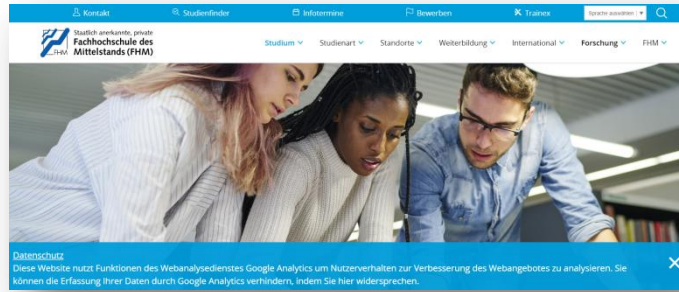 Kontakt
Studienfinder
Infotermine
Bewerben
Trainex
Sprache auswählen
Staatlich anerkannte, private
Fachhochschule des
Mittelstands (FHM)
FHM
Studium
Studienart
Standorte
Weiterbildung
International
Forschung
FHM
Datenschutz
Diese Website nutzt Funktionen des Webanalysedienstes Google Analytics um Nutzerverhalten zur Verbesserung des Webangebotes zu analysieren. Sie
können die Erfassung Ihrer Daten durch Google Analytics verhindern, indem Sie hier widersprechen.